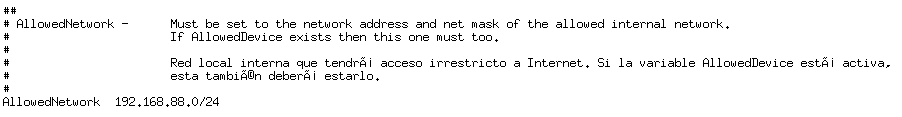 ##
# AllowedNetwork - Must be set to the network address and net mask of the allowed internal network.
# If AllowedDevice exists then this one must too.
#
# Red local interna que tendrÃ¡ acceso irrestricto a Internet. Si la variable AllowedDevice estÃ¡ activa,
# esta tambiÃ©n deberÃ¡ estarlo.
#
AllowedNetwork 192.168.88.0/24